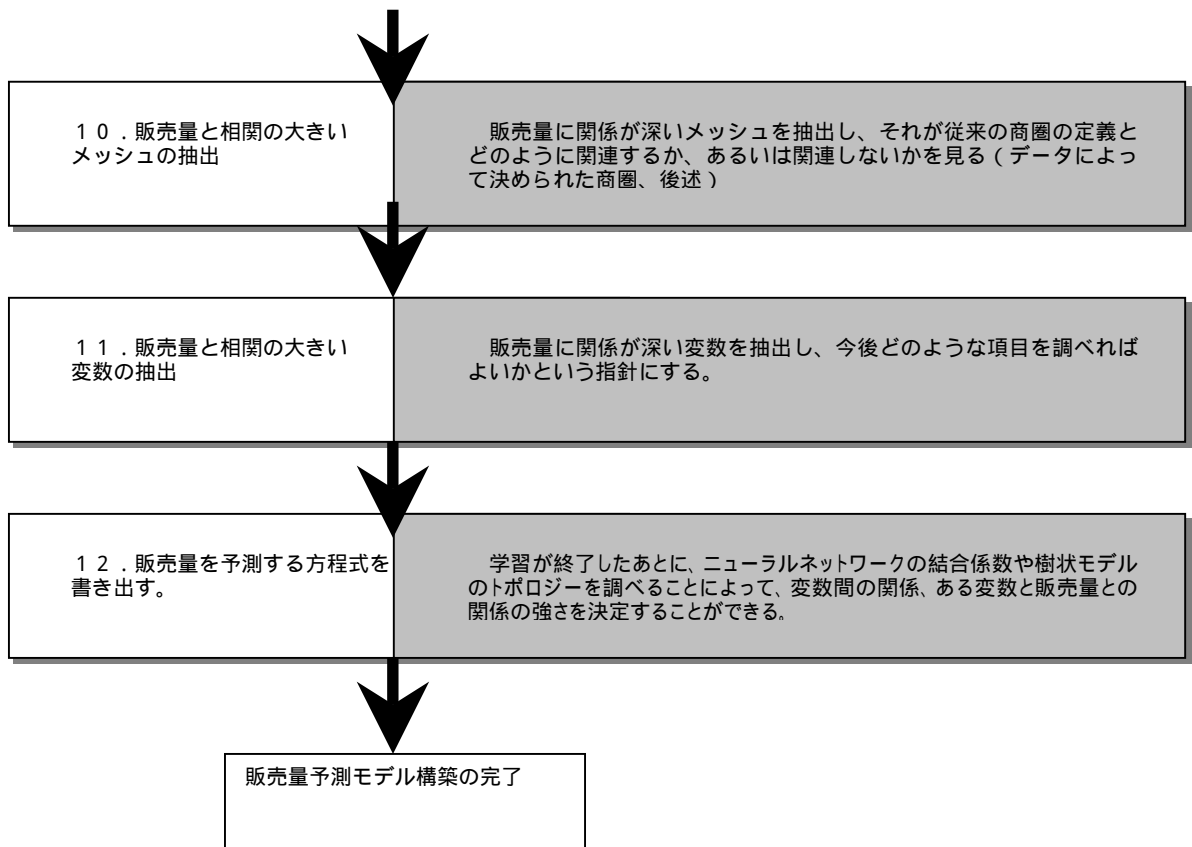 １０．販売量と相関の大きい
メッシュの抽出
販売量に関係が深いメッシュを抽出し、それが従来の商圏の定義と
どのように関連するか、あるいは関連しないかを見る（データによっ
て決められた商圏、後述）
１１．販売量と相関の大きい
変数の抽出
販売量に関係が深い変数を抽出し、今後どのような項目を調べれば
よいかという指針にする。
１２．販売量を予測する方程式を
書き出す。
学習が終了したあとに、ニューラルネットワークの結合係数や樹状モデル
のトポロジーを調べることによって、変数間の関係、ある変数と販売量との
関係の強さを決定することができる。
販売量予測モデル構築の完了